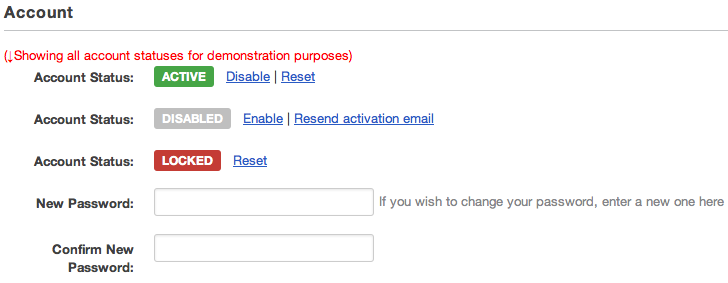 Account
(↓Showing all account statuses for demonstration purposes)
Account Status: ACTIVE Disable | Reset
Account Status: DISABLED Enable | Resend activation email
Account Status: LOCKED Reset
New Password: If you wish to change your password, enter a new one here
Confirm New
Password: